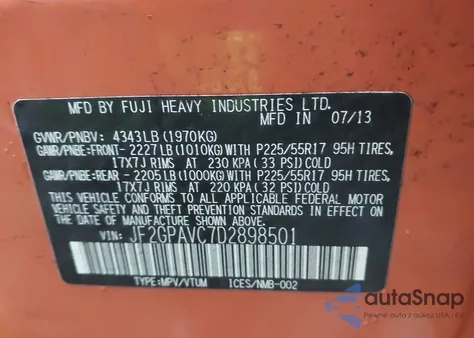 MFD BY FUJI HEAVY INDUSTRIES LTD.
MFD IN 07/13
GVWR/PNBV: 4343LB (1970KG)
GAWR/PNBE:FRONT- 2227LB (1010KG) WITH P225/55R17 95H TIRES,
17X7J RIMS AT 230 KPA (33 PSI) COLD
GAWR/PNBE:REAR - 2205LB (1000KG) WITH P225/55R17 95H TIRES,
17X7J RIMS AT 220 KPA (32 PSI) COLD
THIS VEHICLE CONFORMS TO ALL APPLICABLE FEDERAL MOTOR
VEHICLE SAFETY AND THEFT PREVENTION STANDARDS IN EFFECT ON
THE DATE OF MANUFACTURE SHOWN ABOVE.
VIN: JF2GPAVC7D2898501
TYPE:MPV/VTUM ICES/NMB-002
autoSnap
Pewne auta z aukcji USA